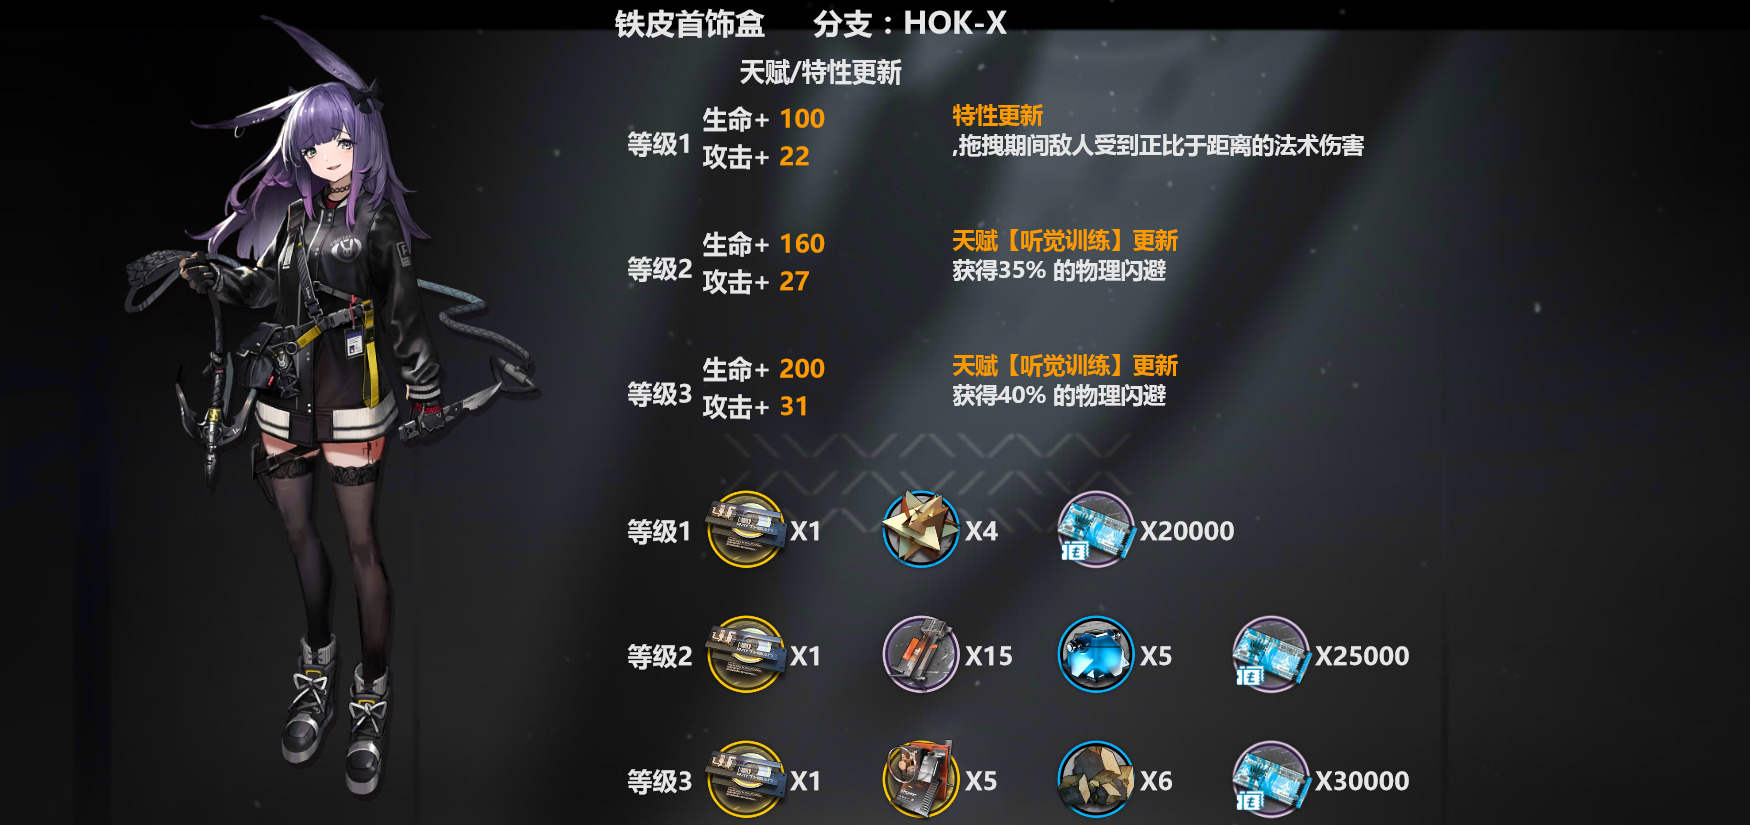 铁皮首饰盒 分支：HOK-X
天赋/特性更新
等级1
生命+ 100
攻击+ 22
特性更新
,拖拽期间敌人受到正比于距离的法术伤害
等级2
生命+ 160
攻击+ 27
天赋【听觉训练】更新
获得35% 的物理闪避
等级3
生命+ 200
攻击+ 31
天赋【听觉训练】更新
获得40% 的物理闪避
等级1 X1 X4 X20000
等级2 X1 X15 X5 X25000
等级3 X1 X5 X6 X30000